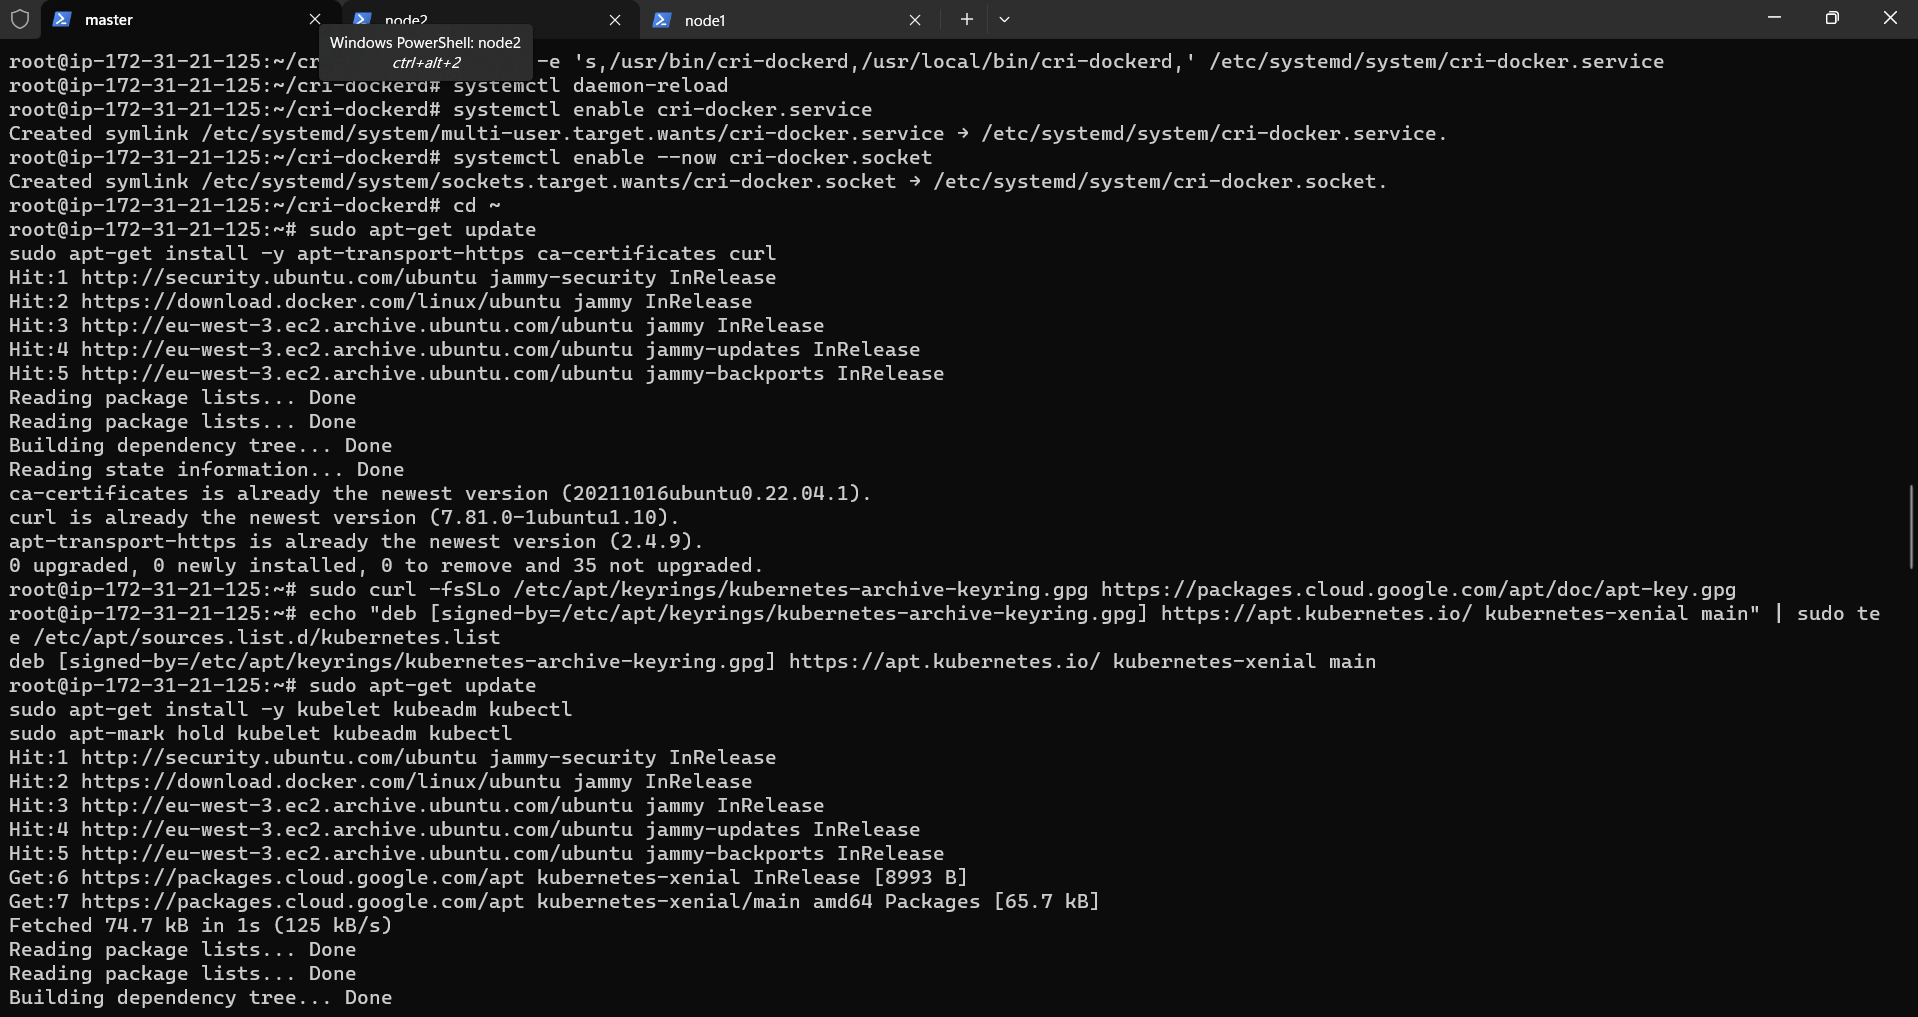 master
node2
node1
Windows PowerShell: node2
ctrl+alt+2
root@ip-172-31-21-125:~/cr -e 's,/usr/bin/cri-dockerd,/usr/local/bin/cri-dockerd,' /etc/systemd/system/cri-docker.service
root@ip-172-31-21-125:~/cri-dockerd# systemctl daemon-reload
root@ip-172-31-21-125:~/cri-dockerd# systemctl enable cri-docker.service
Created symlink /etc/systemd/system/multi-user.target.wants/cri-docker.service → /etc/systemd/system/cri-docker.service.
root@ip-172-31-21-125:~/cri-dockerd# systemctl enable --now cri-docker.socket
Created symlink /etc/systemd/system/sockets.target.wants/cri-docker.socket → /etc/systemd/system/cri-docker.socket.
root@ip-172-31-21-125:~/cri-dockerd# cd ~
root@ip-172-31-21-125:~# sudo apt-get update
sudo apt-get install -y apt-transport-https ca-certificates curl
Hit:1 http://security.ubuntu.com/ubuntu jammy-security InRelease
Hit:2 https://download.docker.com/linux/ubuntu jammy InRelease
Hit:3 http://eu-west-3.ec2.archive.ubuntu.com/ubuntu jammy InRelease
Hit:4 http://eu-west-3.ec2.archive.ubuntu.com/ubuntu jammy-updates InRelease
Hit:5 http://eu-west-3.ec2.archive.ubuntu.com/ubuntu jammy-backports InRelease
Reading package lists... Done
Reading package lists... Done
Building dependency tree... Done
Reading state information... Done
ca-certificates is already the newest version (20211016ubuntu0.22.04.1).
curl is already the newest version (7.81.0-1ubuntu1.10).
apt-transport-https is already the newest version (2.4.9).
0 upgraded, 0 newly installed, 0 to remove and 35 not upgraded.
root@ip-172-31-21-125:~# sudo curl -fsSLo /etc/apt/keyrings/kubernetes-archive-keyring.gpg https://packages.cloud.google.com/apt/doc/apt-key.gpg
root@ip-172-31-21-125:~# echo "deb [signed-by=/etc/apt/keyrings/kubernetes-archive-keyring.gpg] https://apt.kubernetes.io/ kubernetes-xenial main" | sudo te
e /etc/apt/sources.list.d/kubernetes.list
deb [signed-by=/etc/apt/keyrings/kubernetes-archive-keyring.gpg] https://apt.kubernetes.io/ kubernetes-xenial main
root@ip-172-31-21-125:~# sudo apt-get update
sudo apt-get install -y kubelet kubeadm kubectl
sudo apt-mark hold kubelet kubeadm kubectl
Hit:1 http://security.ubuntu.com/ubuntu jammy-security InRelease
Hit:2 https://download.docker.com/linux/ubuntu jammy InRelease
Hit:3 http://eu-west-3.ec2.archive.ubuntu.com/ubuntu jammy InRelease
Hit:4 http://eu-west-3.ec2.archive.ubuntu.com/ubuntu jammy-updates InRelease
Hit:5 http://eu-west-3.ec2.archive.ubuntu.com/ubuntu jammy-backports InRelease
Get:6 https://packages.cloud.google.com/apt kubernetes-xenial InRelease [8993 B]
Get:7 https://packages.cloud.google.com/apt kubernetes-xenial/main amd64 Packages [65.7 kB]
Fetched 74.7 kB in 1s (125 kB/s)
Reading package lists... Done
Reading package lists... Done
Building dependency tree... Done